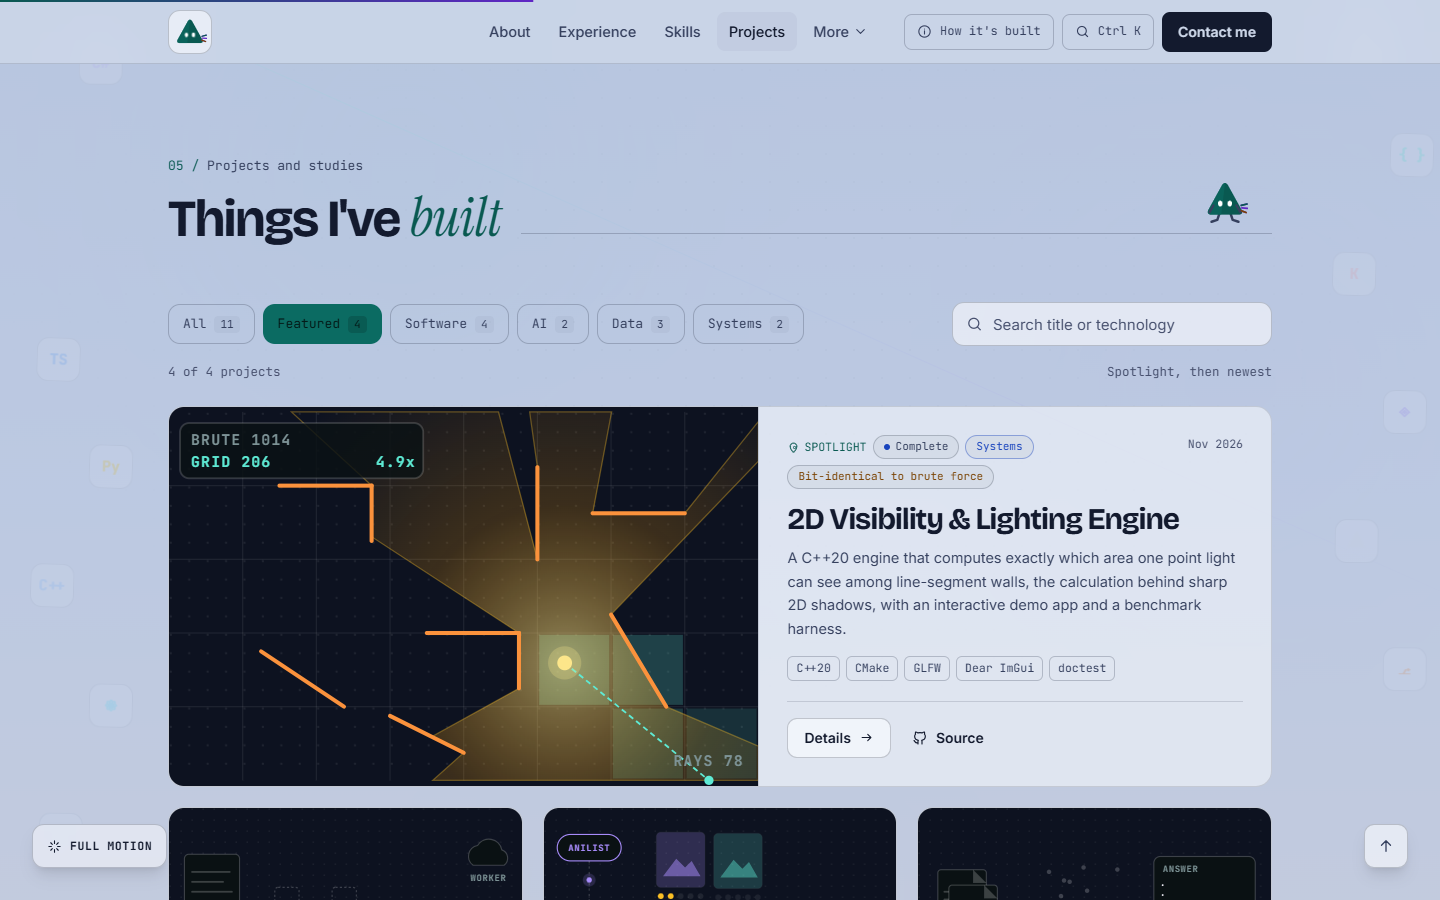 About Experience Skills Projects More How it's built Ctrl K Contact me
05 / Projects and studies
Things I've built
All 11 Featured 4 Software 4 AI 2 Data 3 Systems 2 Search title or technology
4 of 4 projects Spotlight, then newest
BRUTE 1014
GRID 206 4.9x
RAYS 78
SPOTLIGHT Complete Systems Nov 2026
Bit-identical to brute force
2D Visibility & Lighting Engine
A C++20 engine that computes exactly which area one point light
can see among line-segment walls, the calculation behind sharp
2D shadows, with an interactive demo app and a benchmark
harness.
C++20 CMake GLFW Dear ImGui doctest
Details Source
TS
Py
C++
{ }
K
FULL MOTION
WORKER
ANILIST
ANSWER